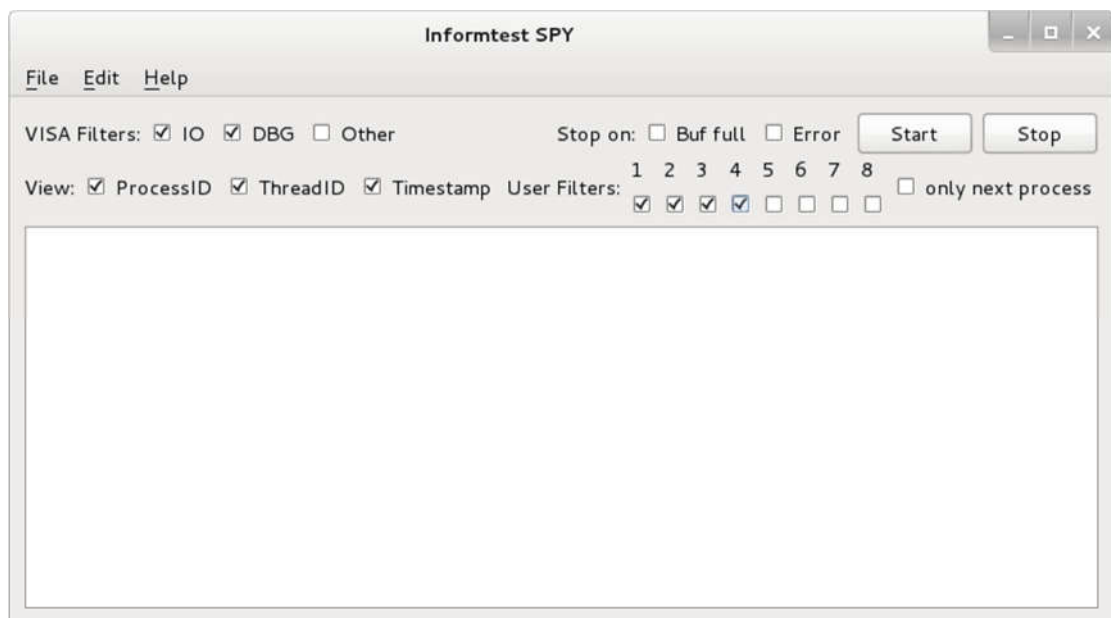 Informtest SPY
File Edit Help
VISA Filters: IO DBG Other Stop on: Buf full Error Start Stop
1 2 3 4 5 6 7 8
View: ProcessID ThreadID Timestamp User Filters: only next process